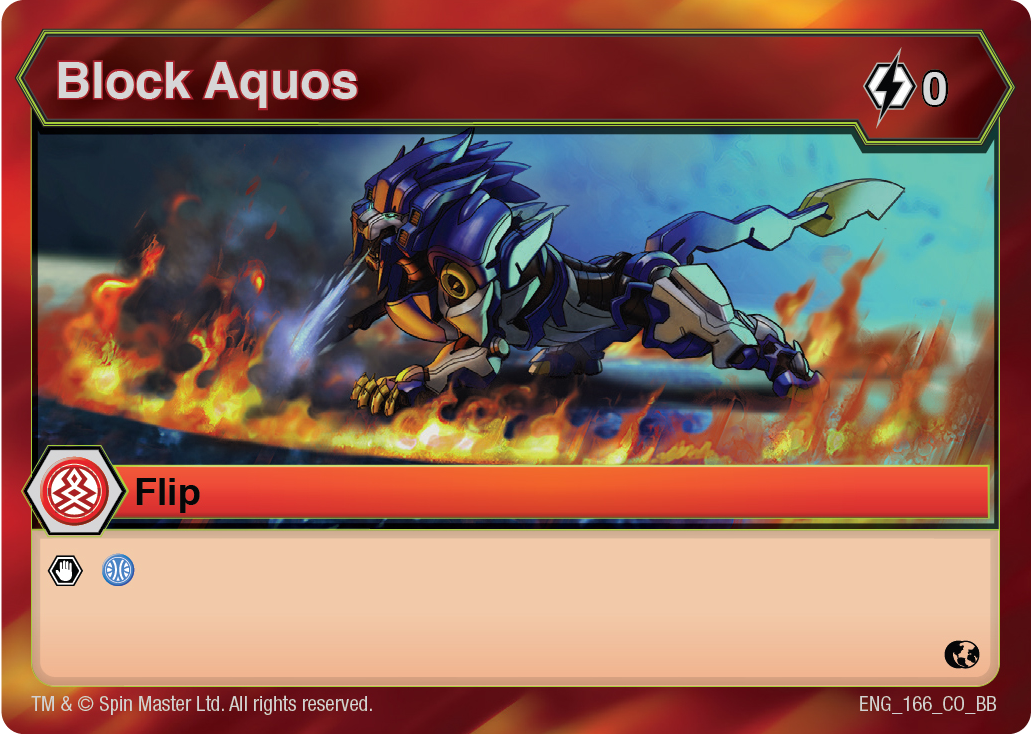 Block Aquos
0
Flip
TM & © Spin Master Ltd. All rights reserved.
ENG_166_CO_BB